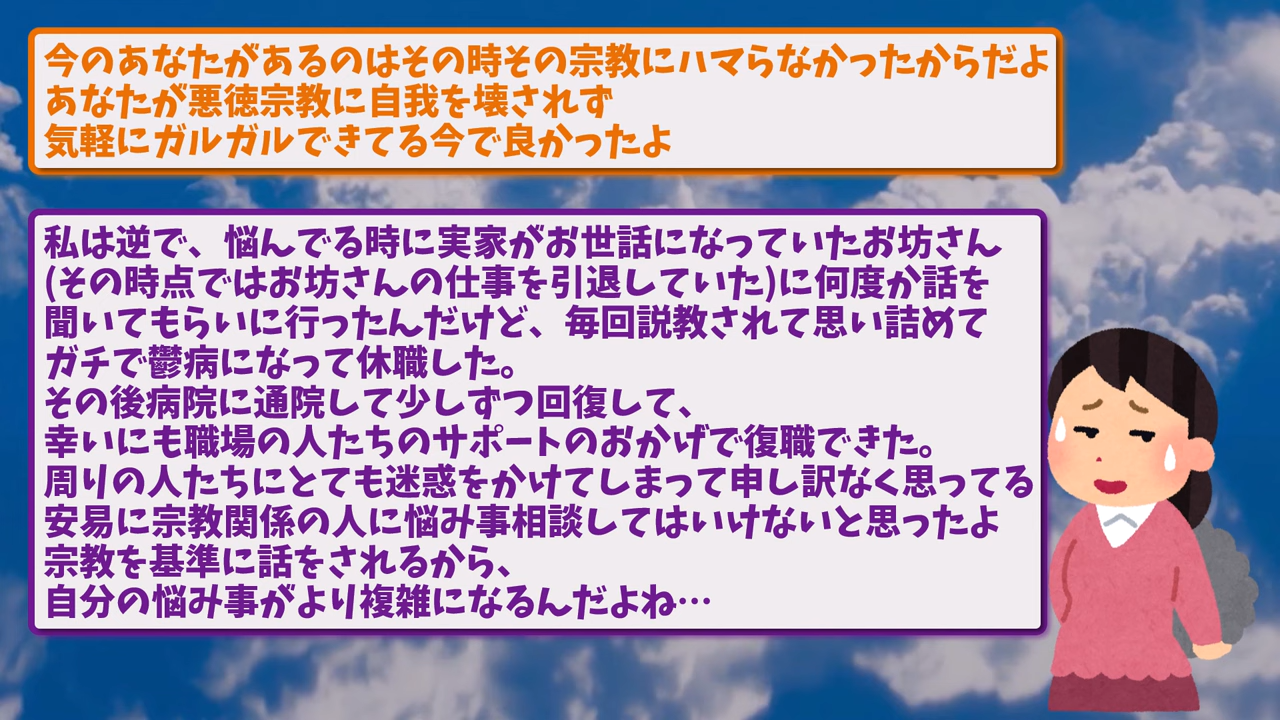 今のあなたがあるのはその時その宗教にハマらなかったからだよ
あなたが悪徳宗教に自我を壊されず
気軽にガルガルできてる今で良かったよ
私は逆で、悩んでる時に実家がお世話になっていたお坊さん
(その時点ではお坊さんの仕事を引退していた)に何度か話を
聞いてもらいに行ったんだけど、毎回説教されて思い詰めて
ガチで鬱病になって休職した。
その後病院に通院して少しずつ回復して、
幸いにも職場の人たちのサポートのおかげで復職できた。
周りの人たちにとても迷惑をかけてしまって申し訳なく思ってる
安易に宗教関係の人に悩み事相談してはいけないと思ったよ
宗教を基準に話をされるから、
自分の悩み事がより複雑になるんだよね…